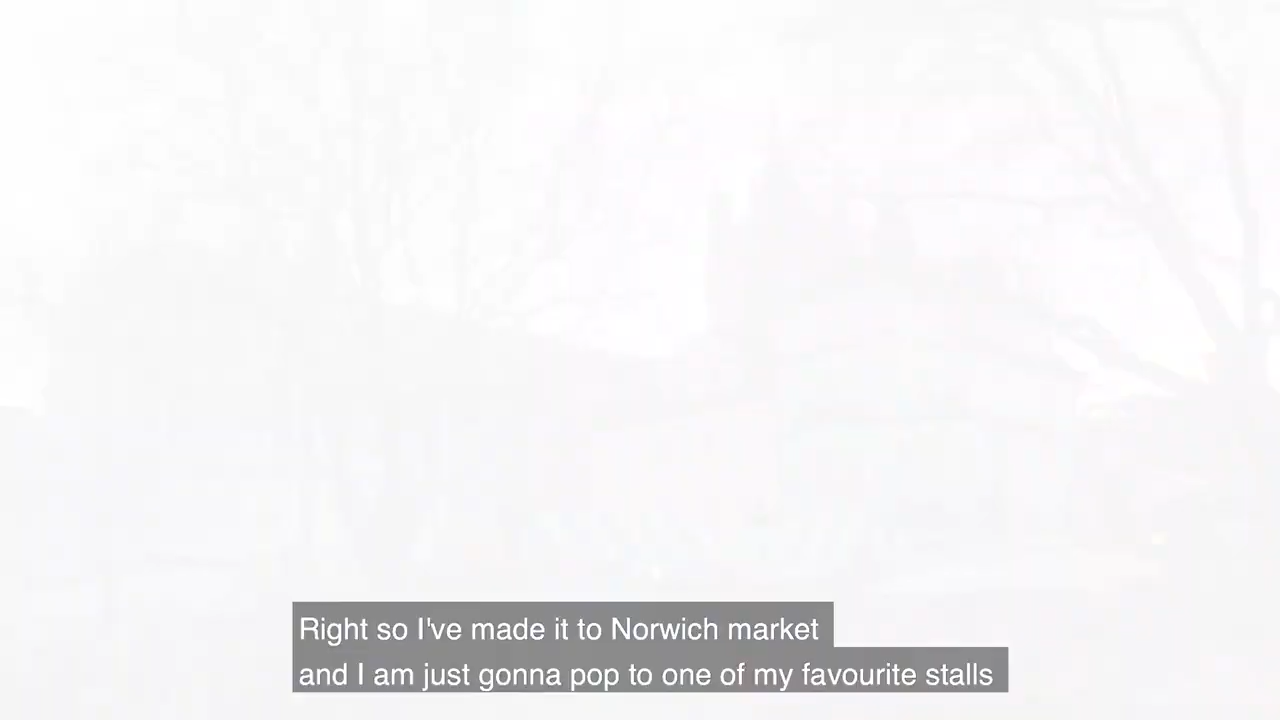 Right so I've made it to Norwich market
and I am just gonna pop to one of my favourite stalls